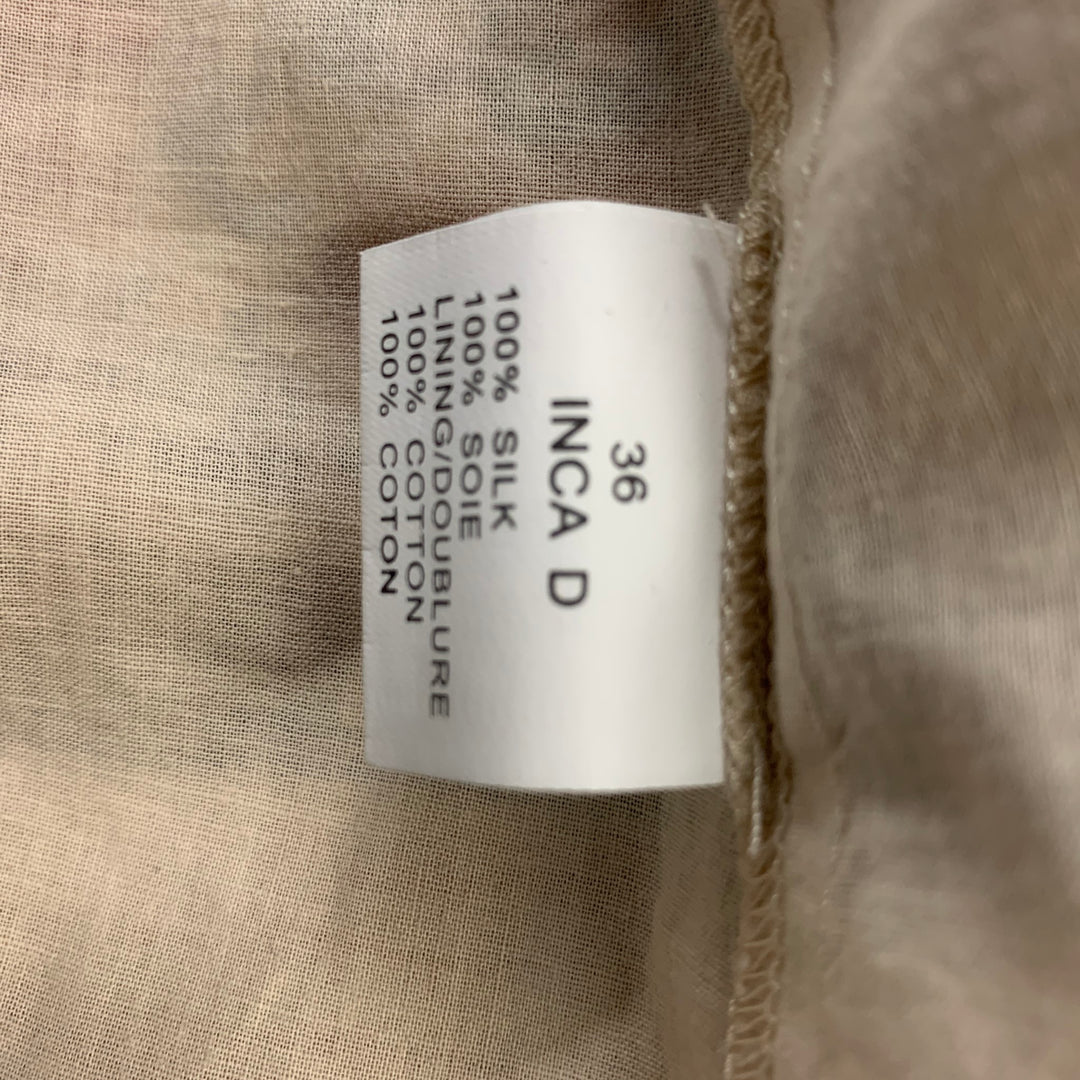 36
INCA D
100% SILK
100% SOIE
LINING/DOUBLURE
100% COTTON
100% COTON